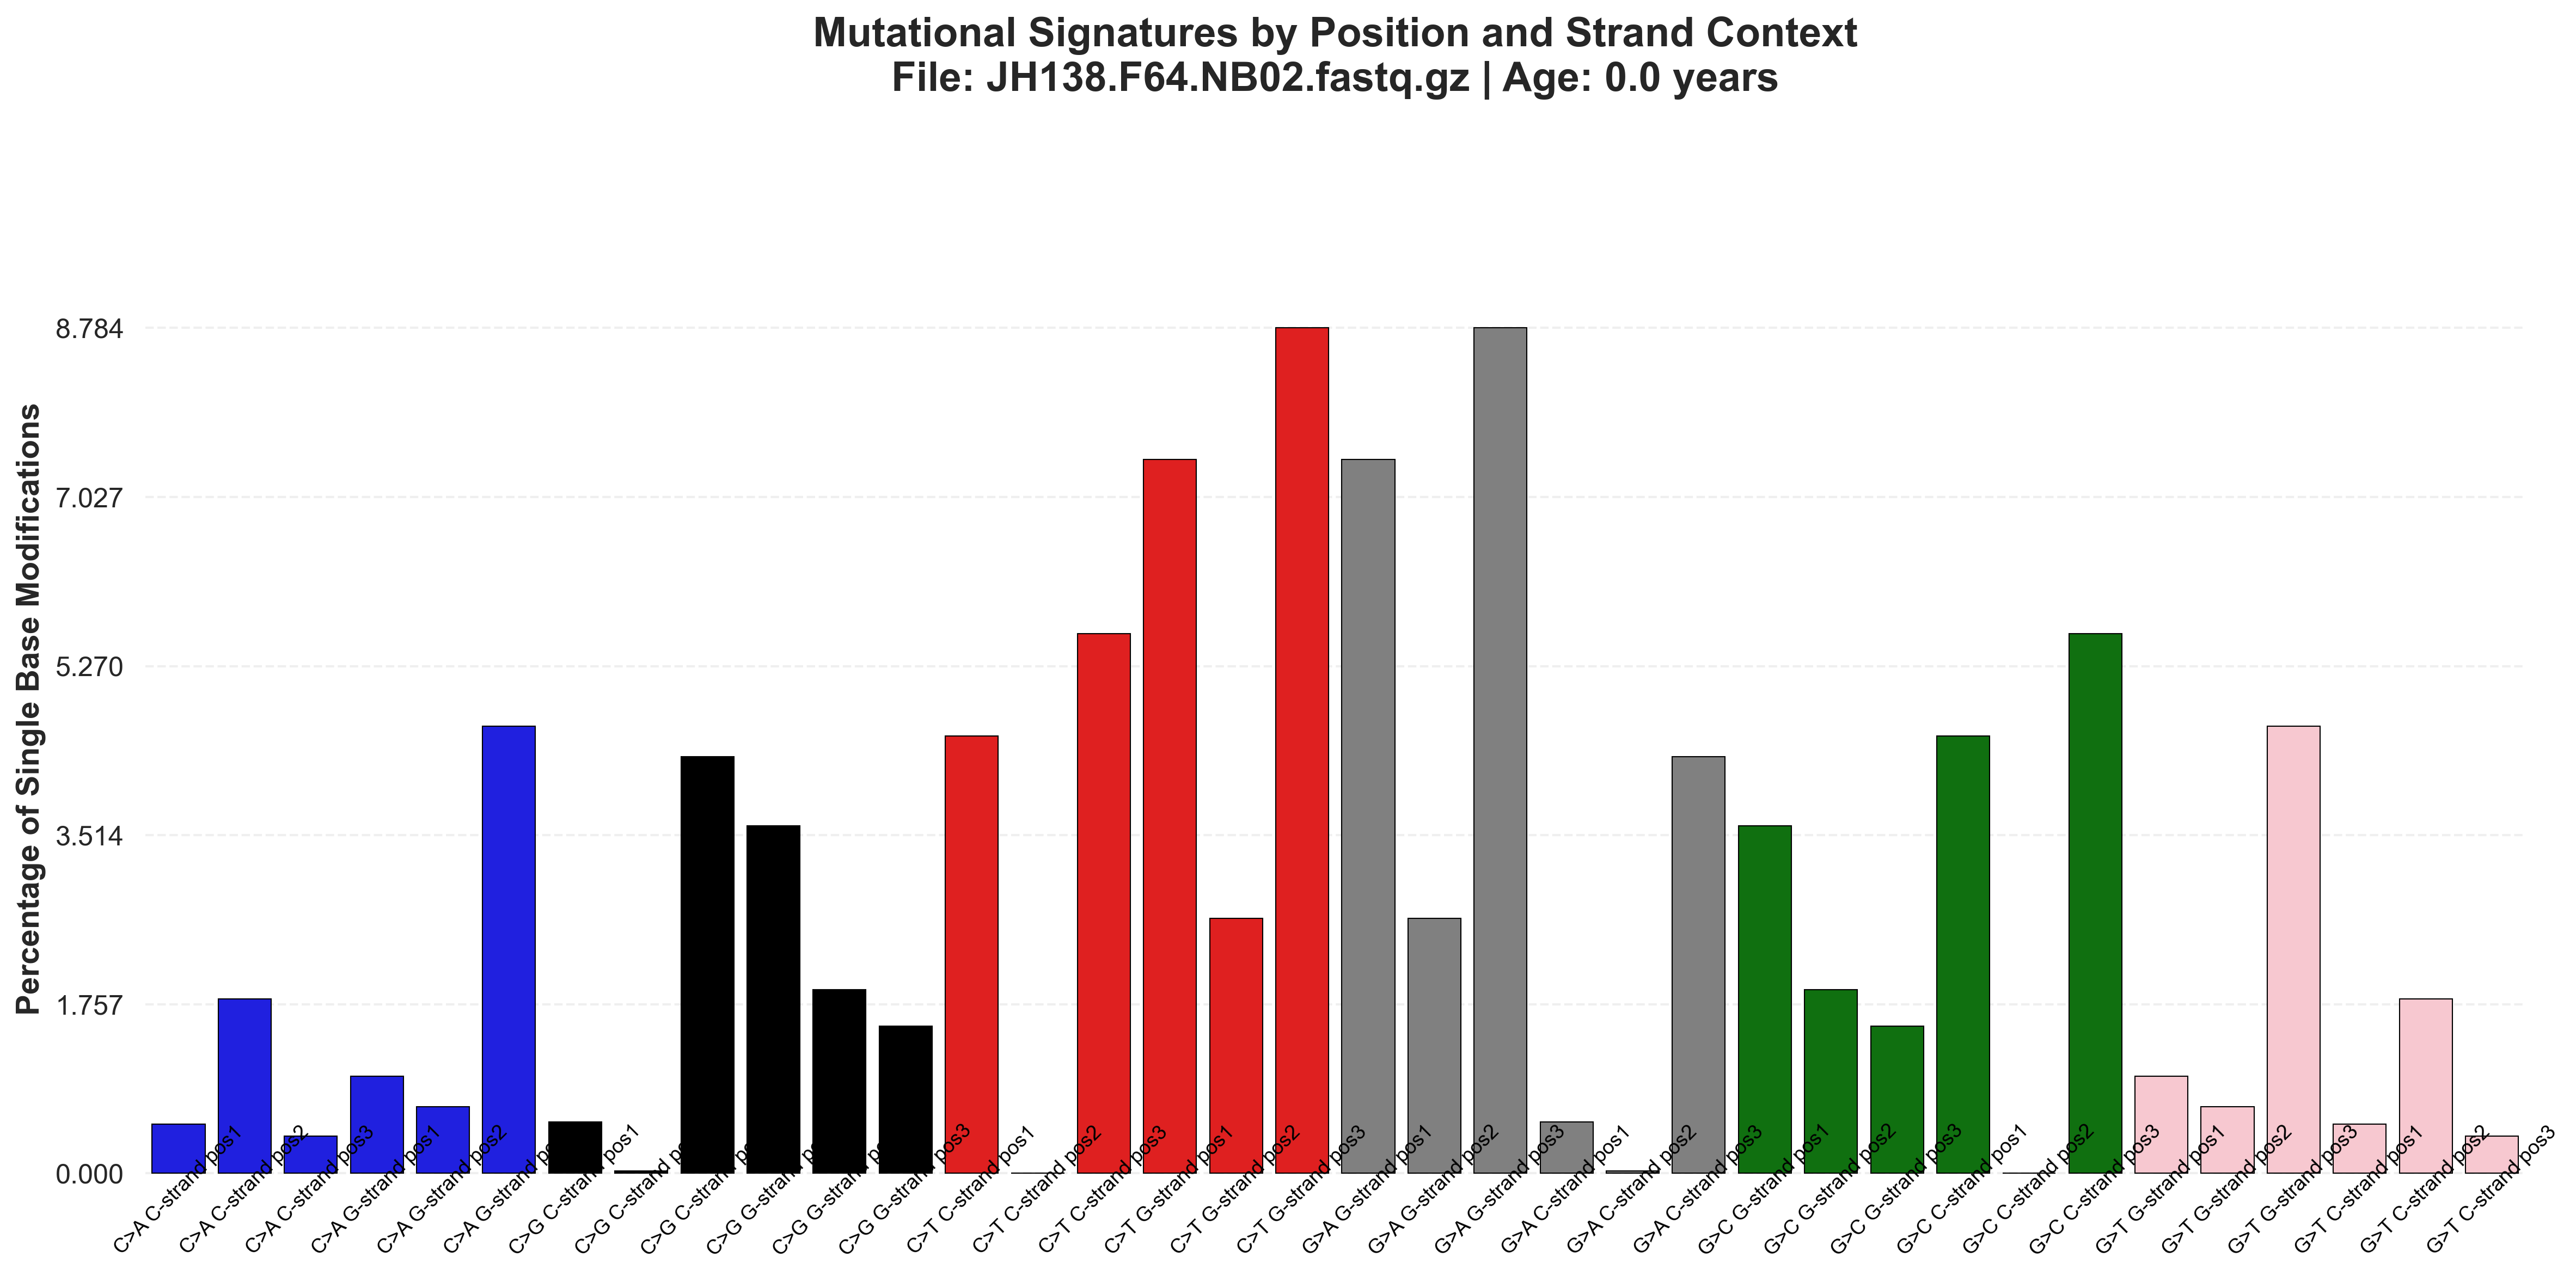 Mutational Signatures by Position and Strand Context
File: JH138.F64.NB02.fastq.gz | Age: 0.0 years
Percentage of Single Base Modifications
8.784
7.027
5.270
3.514
1.757
0.000
C>A C-strand pos1
C>A C-strand pos2
C>A C-strand pos3
C>A G-strand pos1
C>A G-strand pos2
C>A G-strand
C>G C-strand pos1
C>G C-strand
C>G C-strand
C>G G-strand
C>G G-strand
C>G G-strand pos3
C>T C-strand pos1
C>T C-strand pos2
C>T C-strand pos3
C>T G-strand pos1
C>T G-strand pos2
C>T G-strand pos3
G>A G-strand pos1
G>A G-strand pos2
G>A G-strand pos3
G>A C-strand pos1
G>A C-strand pos2
G>A C-strand pos3
G>C G-strand pos1
G>C G-strand pos2
G>C G-strand pos3
G>C C-strand pos1
G>C C-strand pos2
G>C C-strand pos3
G>T G-strand pos1
G>T G-strand pos2
G>T G-strand pos3
G>T C-strand pos1
G>T C-strand pos2
G>T C-strand pos3